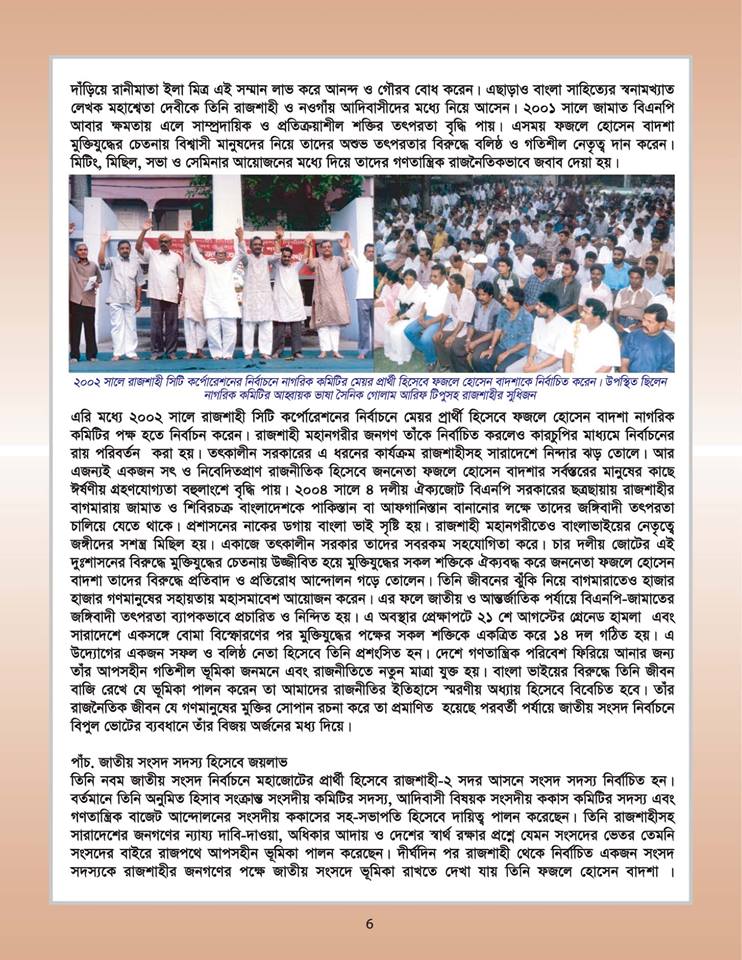 দাঁড়িয়ে রানীমাতা ইলা মিত্র এই সম্মান লাভ করে আনন্দ ও গৌরব বোধ করেন। এছাড়াও বাংলা সাহিত্যের স্বনামখ্যাত
লেখক মহাশ্বেতা দেবীকে তিনি রাজশাহী ও নওগাঁয় আদিবাসীদের মধ্যে নিয়ে আসেন। ২০০১ সালে জামাত বিএনপি
আবার ক্ষমতায় এলে সাম্প্রদায়িক ও প্রতিক্রয়াশীল শক্তির তৎপরতা বৃদ্ধি পায়। এসময় ফজলে হোসেন বাদশা
মুক্তিযুদ্ধের চেতনায় বিশ্বাসী মানুষদের নিয়ে তাদের অশুভ তৎপরতার বিরুদ্ধে বলিষ্ঠ ও গতিশীল নেতৃত্ব দান করেন।
মিটিং, মিছিল, সভা ও সেমিনার আয়োজনের মধ্যে দিয়ে তাদের গণতান্ত্রিক রাজনৈতিকভাবে জবাব দেয়া হয়।
২০০২ সালে রাজশাহী সিটি কর্পোরেশনের নির্বাচনে নাগরিক কমিটির মেয়র প্রার্থী হিসেবে ফজলে হোসেন বাদশাকে নির্বাচিত করেন। উপস্থিত ছিলেন
নাগরিক কমিটির আহ্বায়ক ভাষা সৈনিক গোলাম আরিফ টিপুসহ রাজশাহীর সুধিজন
এরি মধ্যে ২০০২ সালে রাজশাহী সিটি কর্পোরেশনের নির্বাচনে মেয়র প্রার্থী হিসেবে ফজলে হোসেন বাদশা নাগরিক
কমিটির পক্ষ হতে নির্বাচন করেন। রাজশাহী মহানগরীর জনগণ তাঁকে নির্বাচিত করলেও কারচুপির মাধ্যমে নির্বাচনের
রায় পরিবর্তন করা হয়। তৎকালীন সরকারের এ ধরনের কার্যক্রম রাজশাহীসহ সারাদেশে নিন্দার ঝড় তোলে। আর
এজন্যই একজন সৎ ও নিবেদিতপ্রাণ রাজনীতিক হিসেবে জননেতা ফজলে হোসেন বাদশার সর্বস্তরের মানুষের কাছে
ঈর্ষণীয় গ্রহণযোগ্যতা বহুলাংশে বৃদ্ধি পায়। ২০০৪ সালে ৪ দলীয় ঐক্যজোট বিএনপি সরকারের ছত্রছায়ায় রাজশাহীর
বাগমারায় জামাত ও শিবিরচক্র বাংলাদেশকে পাকিস্তান বা আফগানিস্তান বানানোর লক্ষে তাদের জঙ্গিবাদী তৎপরতা
চালিয়ে যেতে থাকে। প্রশাসনের নাকের ডগায় বাংলা ভাই সৃষ্টি হয়। রাজশাহী মহানগরীতেও বাংলাভাইয়ের নেতৃত্বে
জঙ্গীদের সশস্ত্র মিছিল হয়। একাজে তৎকালীন সরকার তাদের সবরকম সহযোগিতা করে। চার দলীয় জোটের এই
দুঃশাসনের বিরুদ্ধে মুক্তিযুদ্ধের চেতনায় উজ্জীবিত হয়ে মুক্তিযুদ্ধের সকল শক্তিকে ঐক্যবদ্ধ করে জননেতা ফজলে হোসেন
বাদশা তাদের বিরুদ্ধে প্রতিবাদ ও প্রতিরোধ আন্দোলন গড়ে তোলেন। তিনি জীবনের ঝুঁকি নিয়ে বাগমারাতেও হাজার
হাজার গণমানুষের সহায়তায় মহাসমাবেশ আয়োজন করেন। এর ফলে জাতীয় ও আন্তর্জাতিক পর্যায়ে বিএনপি-জামাতের
জঙ্গিবাদী তৎপরতা ব্যাপকভাবে প্রচারিত ও নিন্দিত হয়। এ অবস্থার প্রেক্ষাপটে ২১ শে আগস্টের গ্রেনেড হামলা এবং
সারাদেশে একসঙ্গে বোমা বিস্ফোরণের পর মুক্তিযুদ্ধের পক্ষের সকল শক্তিকে একত্রিত করে ১৪ দল গঠিত হয়। এ
উদ্যোগের একজন সফল ও বলিষ্ঠ নেতা হিসেবে তিনি প্রশংসিত হন। দেশে গণতান্ত্রিক পরিবেশ ফিরিয়ে আনার জন্য
তাঁর আপসহীন গতিশীল ভূমিকা জনমনে এবং রাজনীতিতে নতুন মাত্রা যুক্ত হয়। বাংলা ভাইয়ের বিরুদ্ধে তিনি জীবন
বাজি রেখে যে ভূমিকা পালন করেন তা আমাদের রাজনীতির ইতিহাসে স্মরণীয় অধ্যায় হিসেবে বিবেচিত হবে। তাঁর
রাজনৈতিক জীবন যে গণমানুষের মুক্তির সোপান রচনা করে তা প্রমাণিত হয়েছে পরবর্তী পর্যায়ে জাতীয় সংসদ নির্বাচনে
বিপুল ভোটের ব্যবধানে তাঁর বিজয় অর্জনের মধ্য দিয়ে।
পাঁচ. জাতীয় সংসদ সদস্য হিসেবে জয়লাভ
তিনি নবম জাতীয় সংসদ নির্বাচনে মহাজোটের প্রার্থী হিসেবে রাজশাহী-২ সদর আসনে সংসদ সদস্য নির্বাচিত হন।
বর্তমানে তিনি অনুমিত হিসাব সংক্রান্ত সংসদীয় কমিটির সদস্য, আদিবাসী বিষয়ক সংসদীয় ককাস কমিটির সদস্য এবং
গণতান্ত্রিক বাজেট আন্দোলনের সংসদীয় ককাসের সহ-সভাপতি হিসেবে দায়িত্ব পালন করেছেন। তিনি রাজশাহীসহ
সারাদেশের জনগণের ন্যায্য দাবি-দাওয়া, অধিকার আদায় ও দেশের স্বার্থ রক্ষার প্রশ্নে যেমন সংসদের ভেতর তেমনি
সংসদের বাইরে রাজপথে আপসহীন ভূমিকা পালন করেছেন। দীর্ঘদিন পর রাজশাহী থেকে নির্বাচিত একজন সংসদ
সদস্যকে রাজশাহীর জনগণের পক্ষে জাতীয় সংসদে ভূমিকা রাখতে দেখা যায় তিনি ফজলে হোসেন বাদশা ।
6